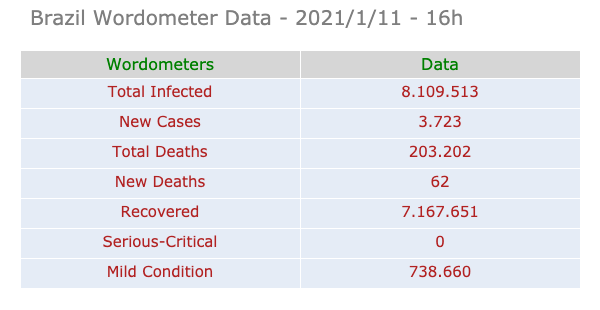 Brazil Wordometer Data - 2021/1/11 - 16h
Wordometers Data
Total Infected 8.109.513
New Cases 3.723
Total Deaths 203.202
New Deaths 62
Recovered 7.167.651
Serious-Critical 0
Mild Condition 738.660